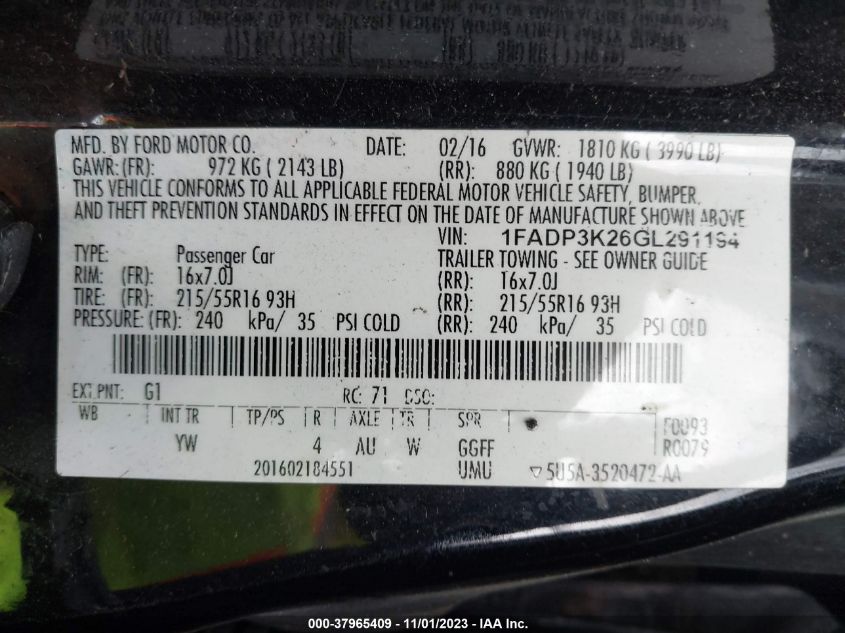 MFD. BY FORD MOTOR CO. DATE: 02/16 GVWR: 1810 KG ( 3990 LB)
GAWR:(FR): 972 KG ( 2143 LB) (RR): 880 KG ( 1940 LB)
THIS VEHICLE CONFORMS TO ALL APPLICABLE FEDERAL MOTOR VEHICLE SAFETY, BUMPER,
AND THEFT PREVENTION STANDARDS IN EFFECT ON THE DATE OF MANUFACTURE SHOWN ABOVE
VIN: 1FADP3K26GL291194
TYPE: Passenger Car TRAILER TOWING - SEE OWNER GUIDE
RIM: (FR): 16x7.0J (RR): 16x7.0J
TIRE: (FR): 215/55R16 93H (RR): 215/55R16 93H
PRESSURE:(FR): 240 kPa/ 35 PSI COLD (RR): 240 kPa/ 35 PSI COLD
EXT PNT: G1 RC: 71 DSO:
WB INT TR TP/PS R AXLE TR SPR F0093
YW 4 AU W GGFF RC079
201602184551 UMU ▽5U5A-3520472-AA
000-37965409 - 11/01/2023 - IAA Inc.